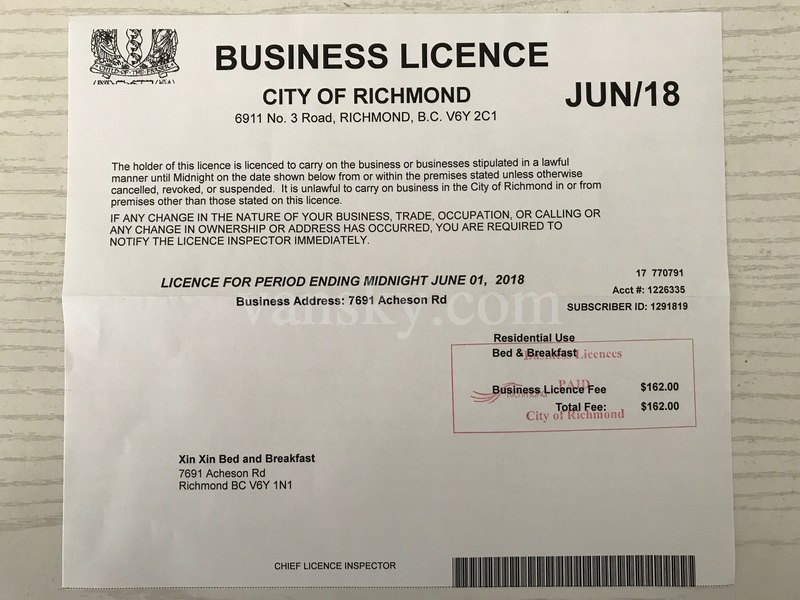 CHILD OF THE FRASER
BUSINESS LICENCE
CITY OF RICHMOND
6911 No. 3 Road, RICHMOND, B.C. V6Y 2C1
JUN/18
The holder of this licence is licenced to carry on the business or businesses stipulated in a lawful
manner until Midnight on the date shown below from or within the premises stated unless otherwise
cancelled, revoked, or suspended. It is unlawful to carry on business in the City of Richmond in or from
premises other than those stated on this licence.
IF ANY CHANGE IN THE NATURE OF YOUR BUSINESS, TRADE, OCCUPATION, OR CALLING OR
ANY CHANGE IN OWNERSHIP OR ADDRESS HAS OCCURRED, YOU ARE REQUIRED TO
NOTIFY THE LICENCE INSPECTOR IMMEDIATELY.
17 770791
LICENCE FOR PERIOD ENDING MIDNIGHT JUNE 01, 2018
Acct #: 1226335
Business Address: 7691 Acheson Rd
SUBSCRIBER ID: 1291819
vansky.com
Residential Use
Bed & Breakfast
Business Licences
Business Licence Fee $162.00
PAID
Richmond
Total Fee: $162.00
City of Richmond
Xin Xin Bed and Breakfast
7691 Acheson Rd
Richmond BC V6Y 1N1
CHIEF LICENCE INSPECTOR